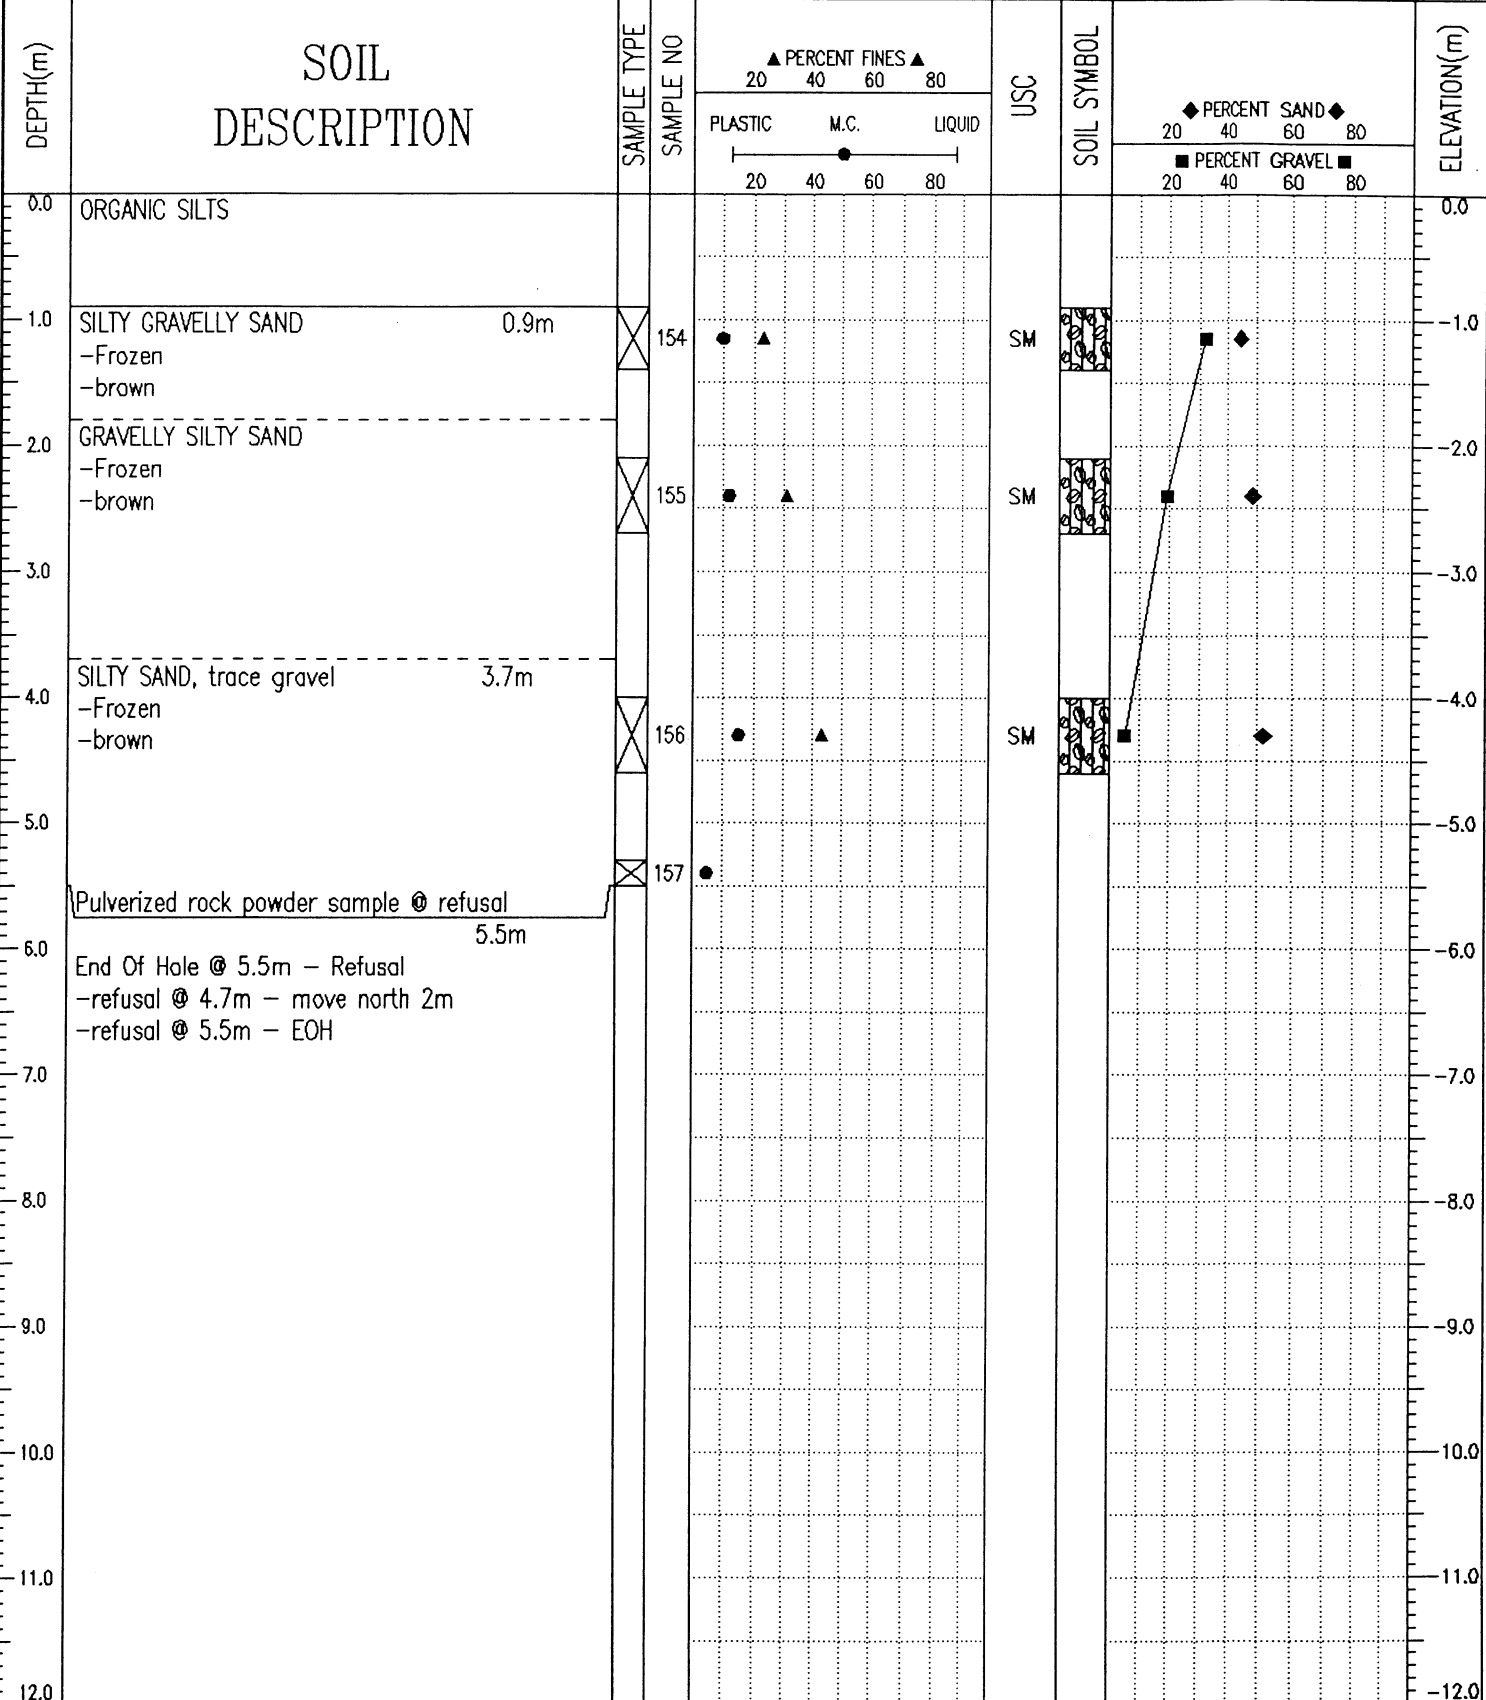 DEPTH(m)
SOIL
DESCRIPTION
SAMPLE TYPE
SAMPLE NO
▲ PERCENT FINES ▲
20 40 60 80
PLASTIC M.C. LIQUID
20 40 60 80
USC
SOIL SYMBOL
◆ PERCENT SAND ◆
20 40 60 80
■ PERCENT GRAVEL ■
20 40 60 80
ELEVATION(m)
0.0 ORGANIC SILTS 0.0
1.0 SILTY GRAVELLY SAND 0.9m 154 SM -1.0
-Frozen
-brown
2.0 GRAVELLY SILTY SAND -2.0
-Frozen
-brown 155 SM
3.0 -3.0
SILTY SAND, trace gravel 3.7m
4.0 -4.0
-Frozen
-brown 156 SM
5.0 -5.0
157
Pulverized rock powder sample @ refusal
5.5m
6.0 -6.0
End Of Hole @ 5.5m – Refusal
-refusal @ 4.7m – move north 2m
-refusal @ 5.5m – EOH
7.0 -7.0
8.0 -8.0
9.0 -9.0
10.0 -10.0
11.0 -11.0
12.0 -12.0